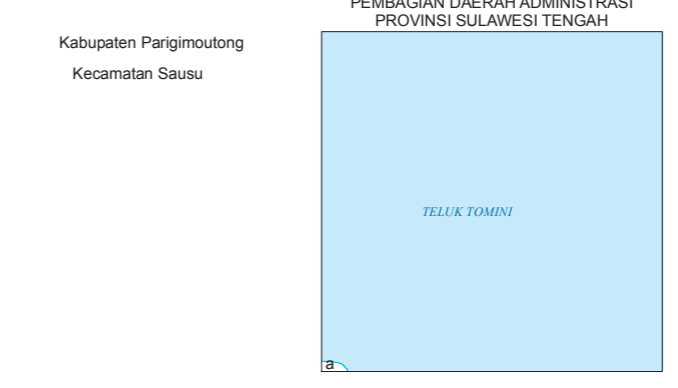 PEMBAGIAN DAERAH ADMINISTRASI
PROVINSI SULAWESI TENGAH
Kabupaten Parigimoutong
Kecamatan Sausu
TELUK TOMINI
a